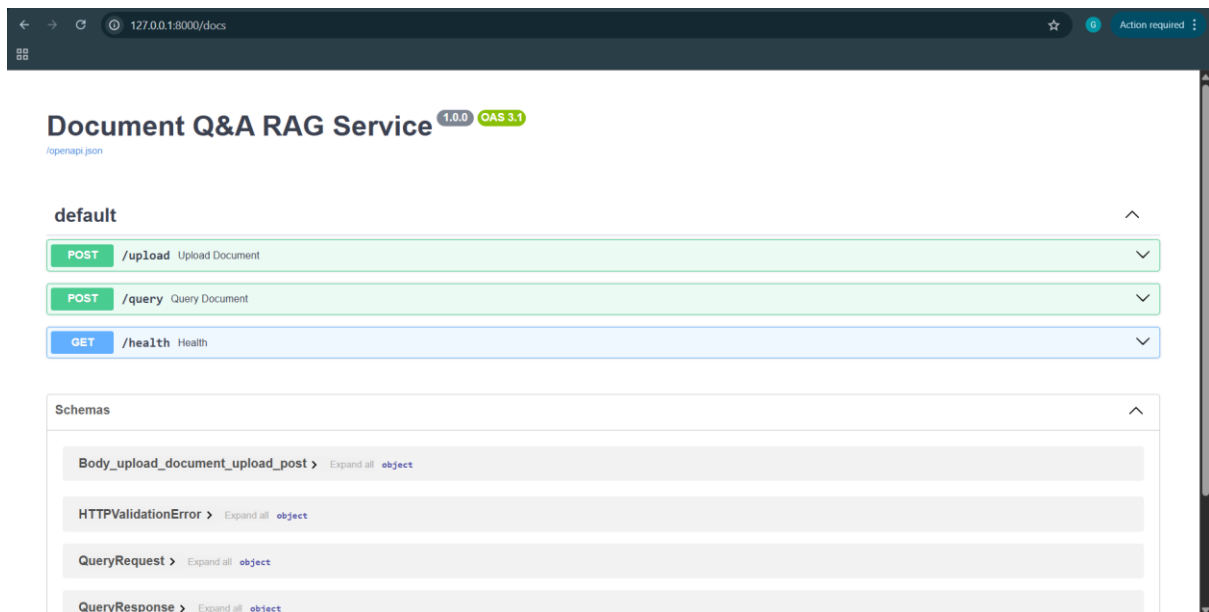 127.0.0.1:8000/docs
G
Action required
Document Q&A RAG Service 1.0.0 OAS 3.1
/openapi.json
default
POST /upload Upload Document
POST /query Query Document
GET /health Health
Schemas
Body_upload_document_upload_post > Expand all object
HTTPValidationError > Expand all object
QueryRequest > Expand all object
QueryResponse > Expand all object